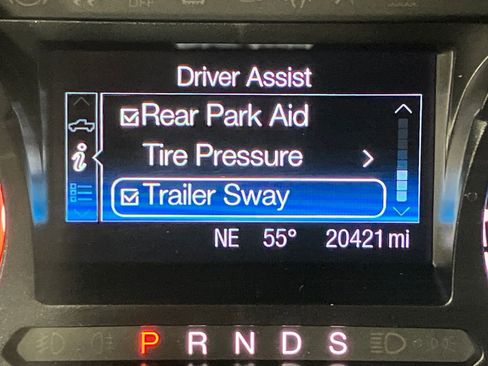 Driver Assist
Rear Park Aid
Tire Pressure
Trailer Sway
NE 55° 20421 mi
P R N D S